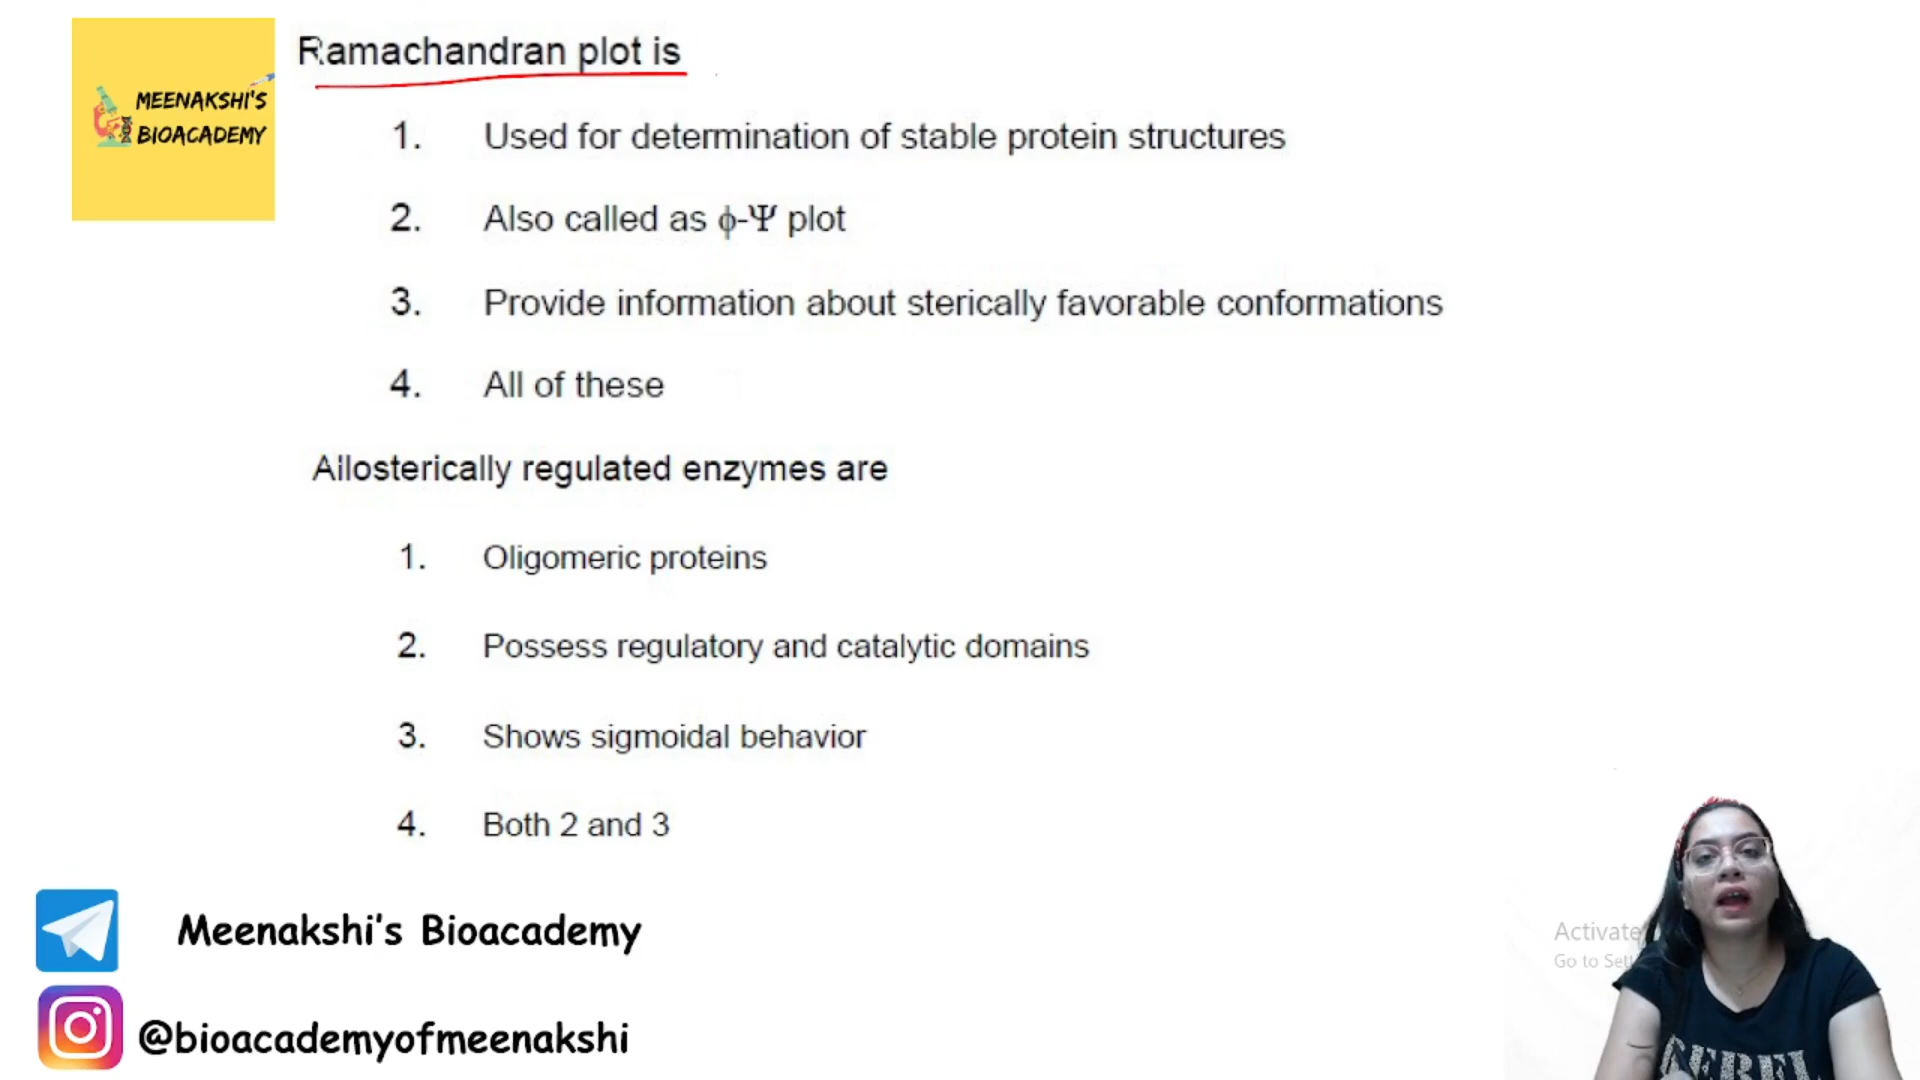 MEENAKSHI'S
BIOACADEMY
Ramachandran plot is
1. Used for determination of stable protein structures
2. Also called as ϕ-Ψ plot
3. Provide information about sterically favorable conformations
4. All of these
Allosterically regulated enzymes are
1. Oligomeric proteins
2. Possess regulatory and catalytic domains
3. Shows sigmoidal behavior
4. Both 2 and 3
Meenakshi's Bioacademy
@bioacademyofmeenakshi
Activate
Go to